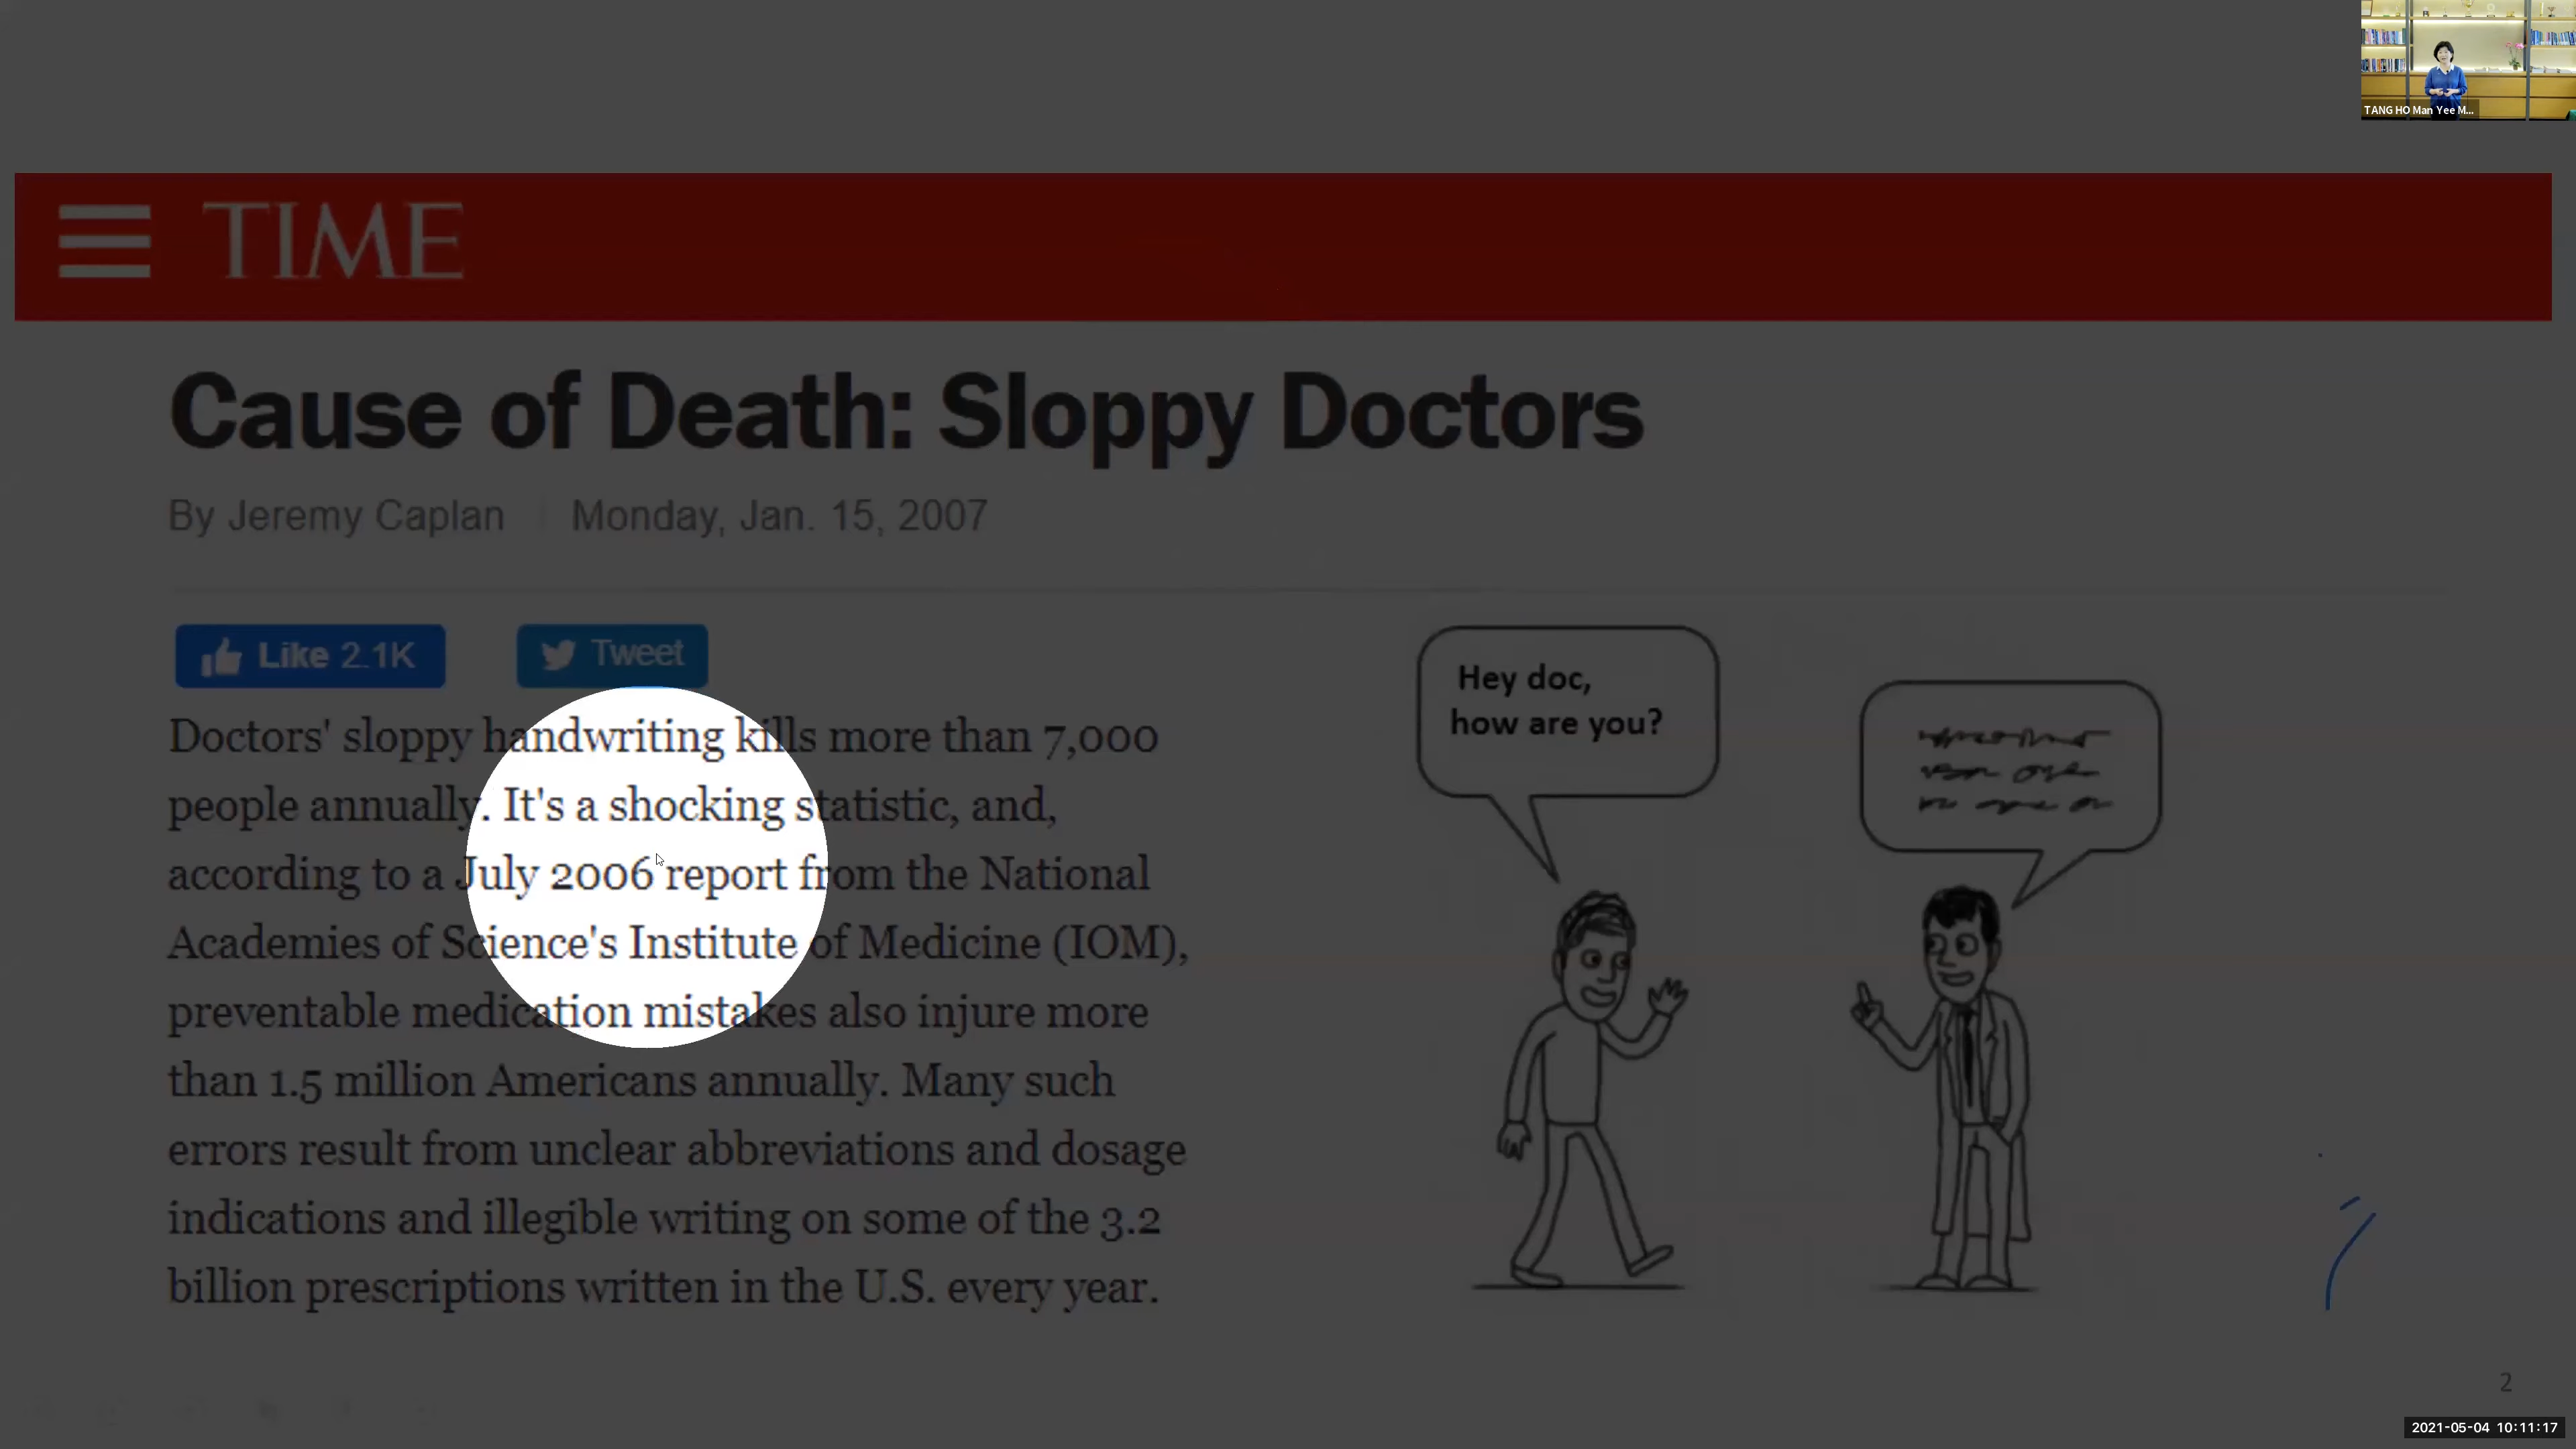 TANG HO Man Yee M...
TIME
Cause of Death: Sloppy Doctors
By Jeremy Caplan Monday, Jan. 15, 2007
Like 2.1K
Tweet
Doctors' sloppy handwriting kills more than 7,000
people annually. It's a shocking statistic, and,
according to a July 2006 report from the National
Academies of Science's Institute of Medicine (IOM),
preventable medication mistakes also injure more
than 1.5 million Americans annually. Many such
errors result from unclear abbreviations and dosage
indications and illegible writing on some of the 3.2
billion prescriptions written in the U.S. every year.
Hey doc,
how are you?
2
2021-05-04 10:11:17